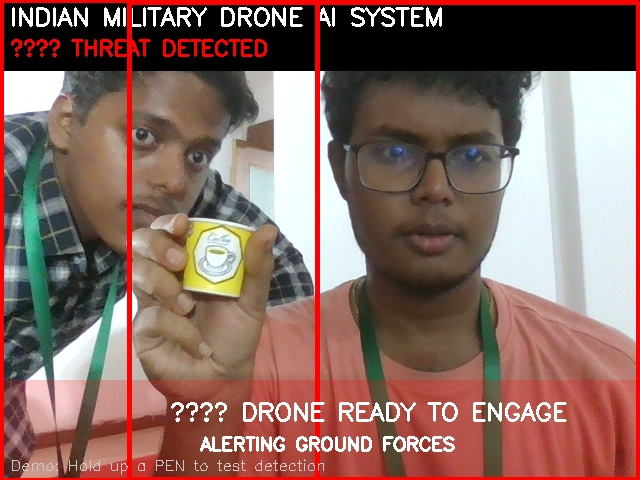 INDIAN MILITARY DRONE AI SYSTEM
???? THREAT DETECTED
Coffee
???? DRONE READY TO ENGAGE
ALERTING GROUND FORCES
Demo: Hold up a PEN to test detection